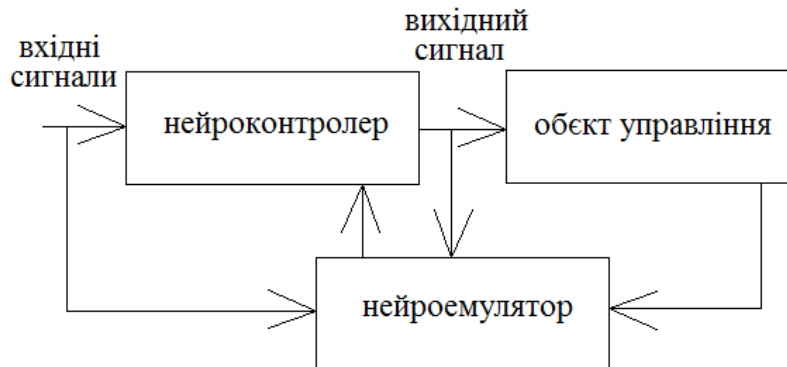 вхідні
сигнали
вихідний
сигнал
нейроконтролер
обєкт управління
нейроемулятор